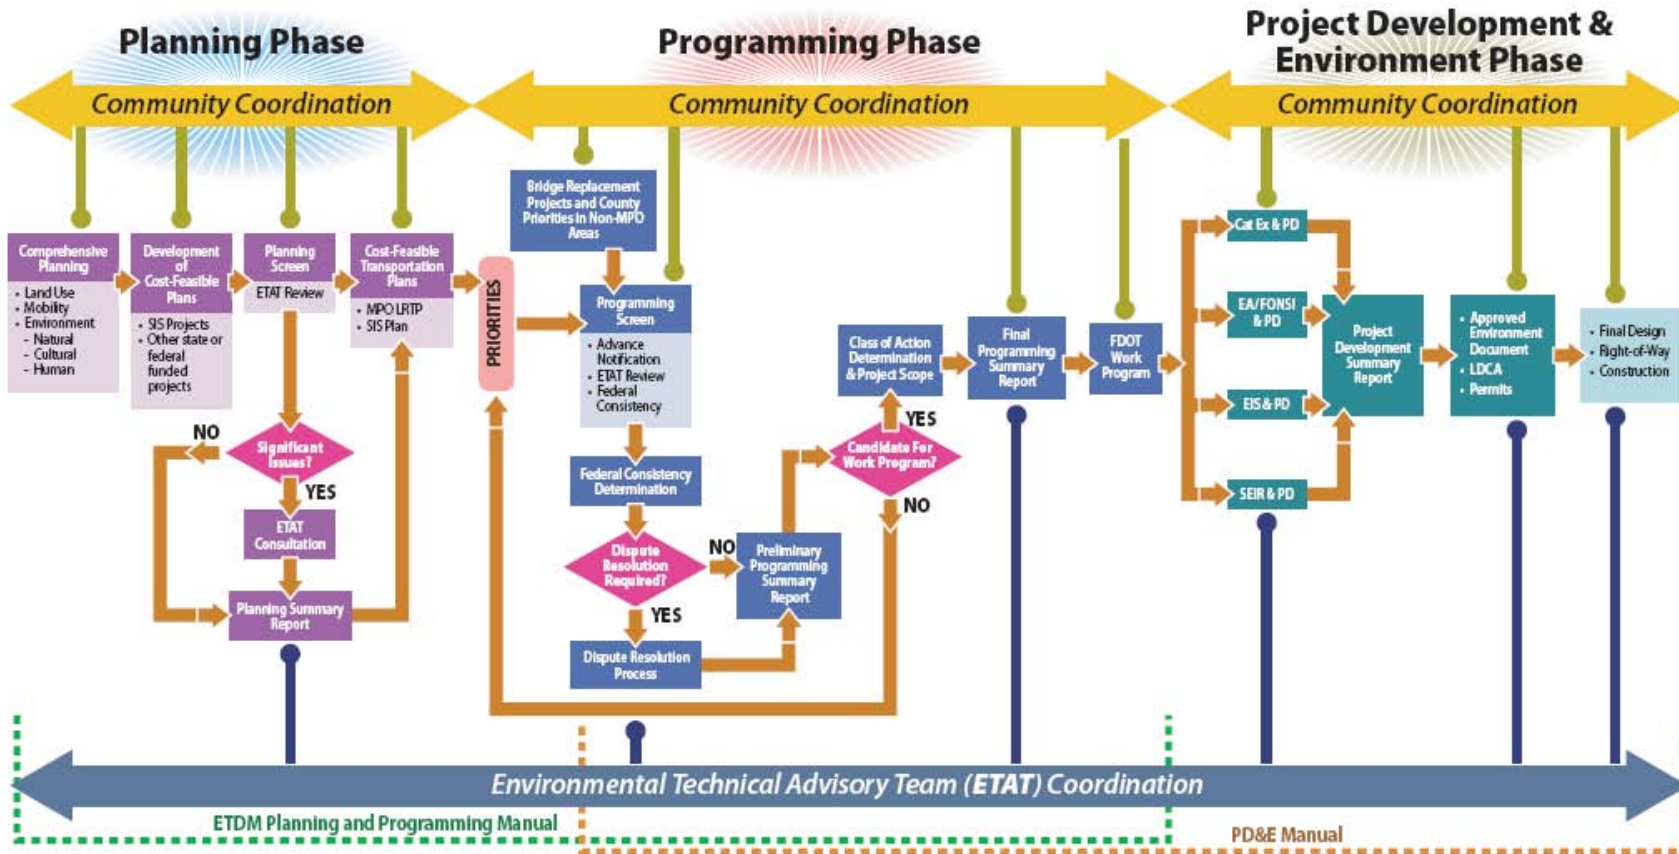 Planning Phase
Community Coordination
Comprehensive
Planning
• Land Use
• Mobility
• Environment
– Natural
– Cultural
– Human
Development
of
Cost-Feasible
Plans
• SIS Projects
• Other state or
federal
funded
projects
Planning
Screen
ETAT Review
Cost-Feasible
Transportation
Plans
• MPO LRTP
• SIS Plan
Significant
Issues?
NO
YES
ETAT
Consultation
Planning Summary
Report
Programming Phase
Community Coordination
PRIORITIES
Bridge Replacement
Projects and County
Priorities in Non-MPO
Areas
Programming
Screen
• Advance
Notification
• ETAT Review
• Federal
Consistency
Federal Consistency
Determination
Dispute
Resolution
Required?
NO
YES
Dispute Resolution
Process
Preliminary
Programming
Summary
Report
Candidate For
Work Program?
YES
NO
Class of Action
Determination
& Project Scope
Final
Programming
Summary
Report
FDOT
Work
Program
Project Development &
Environment Phase
Community Coordination
Cat Ex & PD
EA/FONSI
& PD
EIS & PD
SEIR & PD
Project
Development
Summary
Report
• Approved
Environment
Document
• LDCA
• Permits
• Final Design
• Right-of-Way
• Construction
Environmental Technical Advisory Team (ETAT) Coordination
ETDM Planning and Programming Manual
PD&E Manual